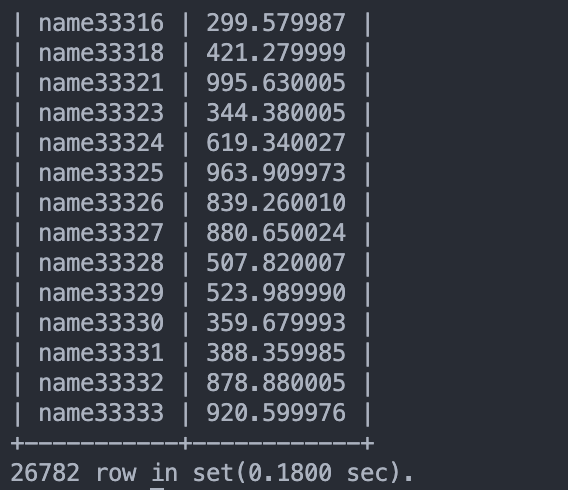 | name33316 | 299.579987 |
| name33318 | 421.279999 |
| name33321 | 995.630005 |
| name33323 | 344.380005 |
| name33324 | 619.340027 |
| name33325 | 963.909973 |
| name33326 | 839.260010 |
| name33327 | 880.650024 |
| name33328 | 507.820007 |
| name33329 | 523.989990 |
| name33330 | 359.679993 |
| name33331 | 388.359985 |
| name33332 | 878.880005 |
| name33333 | 920.599976 |
+-----------+------------+
26782 row in set(0.1800 sec).